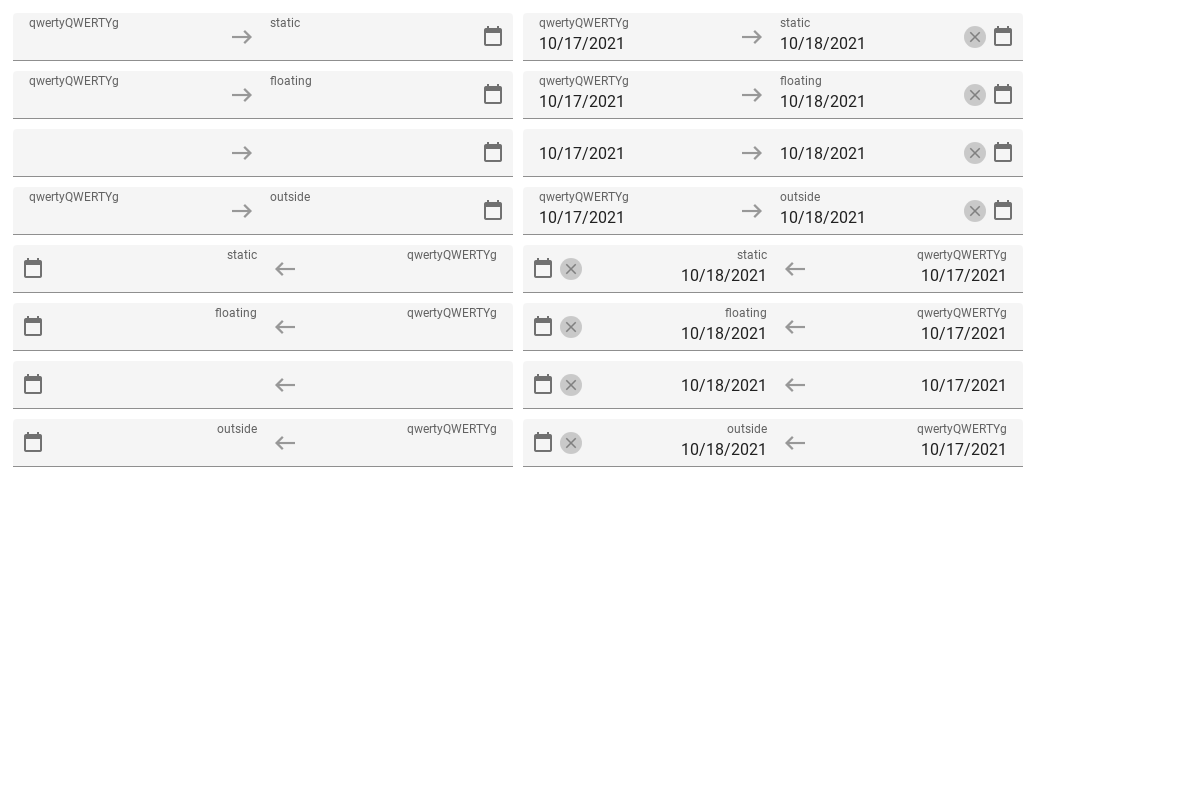 qwertyQWERTYg static qwertyQWERTYg static
10/17/2021 10/18/2021
qwertyQWERTYg floating qwertyQWERTYg floating
10/17/2021 10/18/2021
10/17/2021 10/18/2021
qwertyQWERTYg outside qwertyQWERTYg outside
10/17/2021 10/18/2021
static qwertyQWERTYg static qwertyQWERTYg
10/18/2021 10/17/2021
floating qwertyQWERTYg floating qwertyQWERTYg
10/18/2021 10/17/2021
10/18/2021 10/17/2021
outside qwertyQWERTYg outside qwertyQWERTYg
10/18/2021 10/17/2021